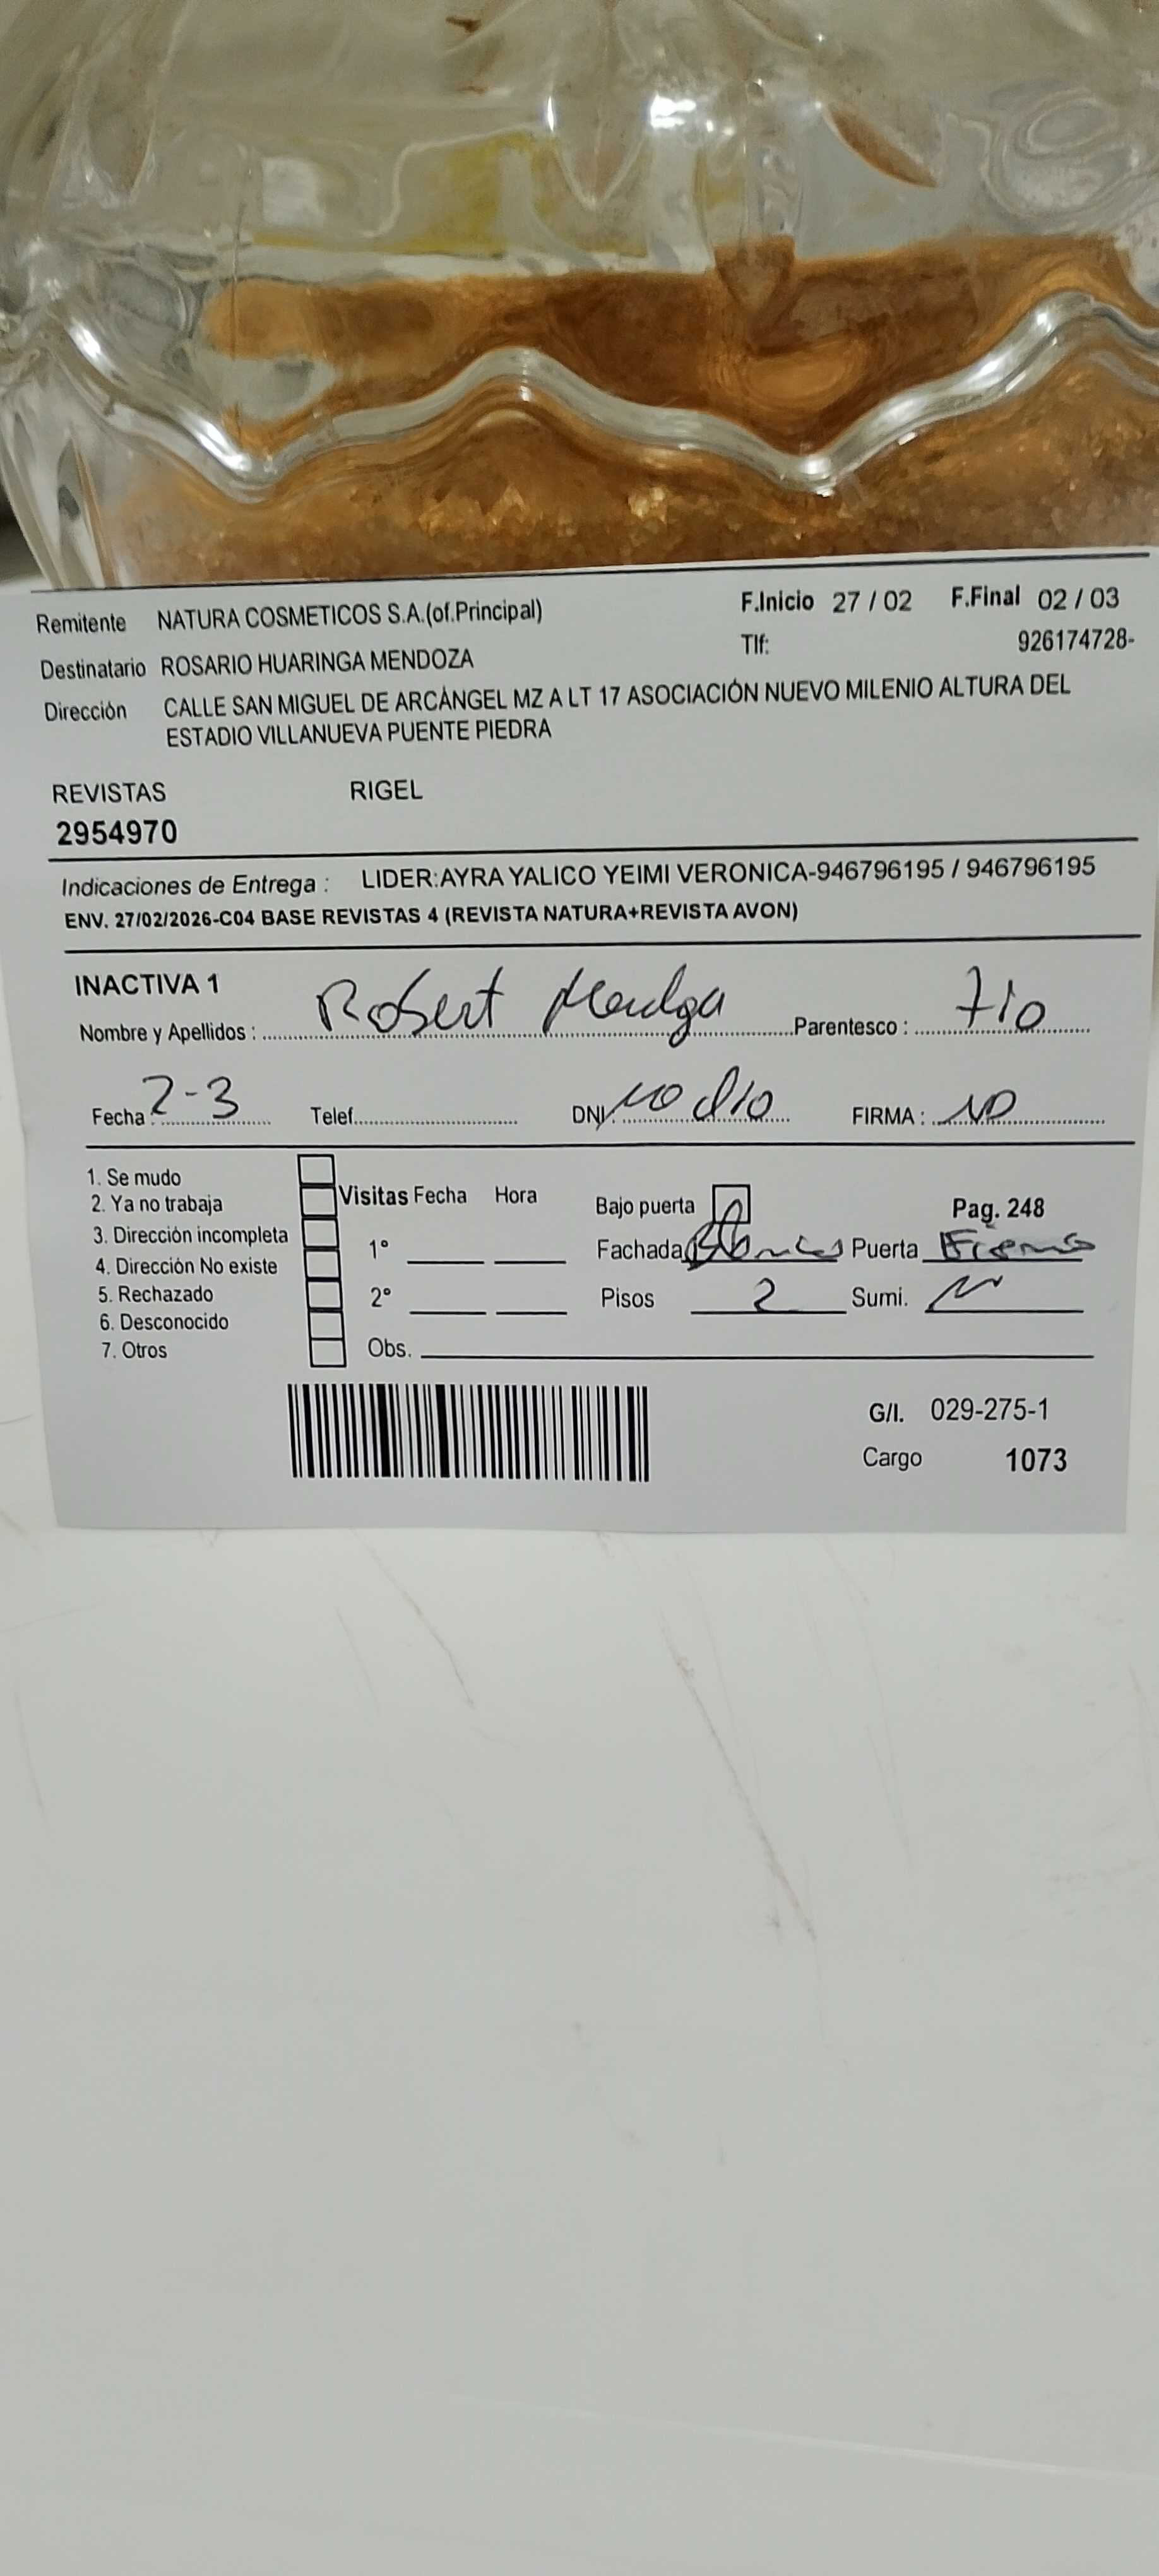 Remitente NATURA COSMETICOS S.A.(of.Principal) F.Inicio 27 / 02 F.Final 02 / 03
Tlf: 926174728-
Destinatario ROSARIO HUARINGA MENDOZA
Dirección CALLE SAN MIGUEL DE ARCÁNGEL MZ A LT 17 ASOCIACIÓN NUEVO MILENIO ALTURA DEL
ESTADIO VILLANUEVA PUENTE PIEDRA
REVISTAS RIGEL
2954970
Indicaciones de Entrega : LIDER:AYRA YALICO YEIMI VERONICA-946796195 / 946796195
ENV. 27/02/2026-C04 BASE REVISTAS 4 (REVISTA NATURA+REVISTA AVON)
INACTIVA 1
Nombre y Apellidos : Robert Parentesco : Tio
Fecha : 2-3 Telef. DNI no dio FIRMA : NO
1. Se mudo
2. Ya no trabaja
3. Dirección incompleta
4. Dirección No existe
5. Rechazado
6. Desconocido
7. Otros
Visitas Fecha Hora
1°
2°
Obs.
Bajo puerta Pag. 248
Fachada Puerta
Pisos 2 Sumi.
G/I. 029-275-1
Cargo 1073